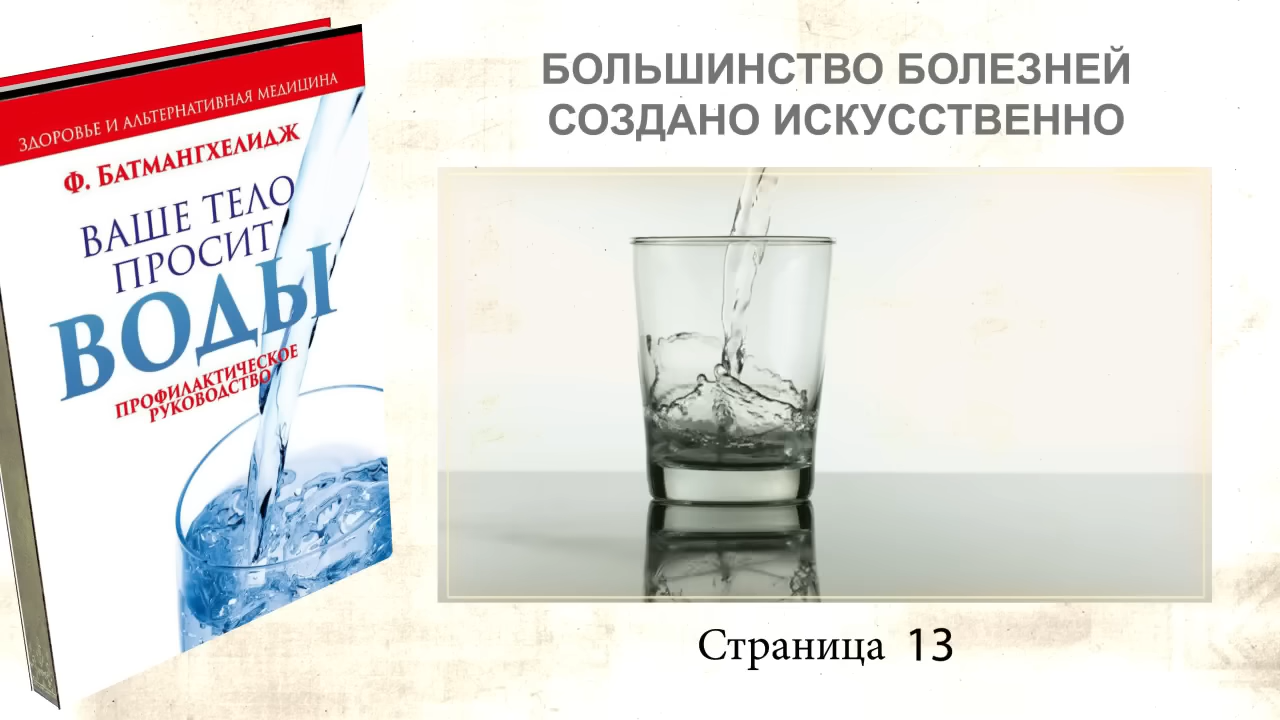 ЗДОРОВЬЕ И АЛЬТЕРНАТИВНАЯ МЕДИЦИНА
Ф. БАТМАНГХЕЛИДЖ
ВАШЕ ТЕЛО
ПРОСИТ
ВОДЫ
ПРОФИЛАКТИЧЕСКОЕ
РУКОВОДСТВО
БОЛЬШИНСТВО БОЛЕЗНЕЙ
СОЗДАНО ИСКУССТВЕННО
Страница 13